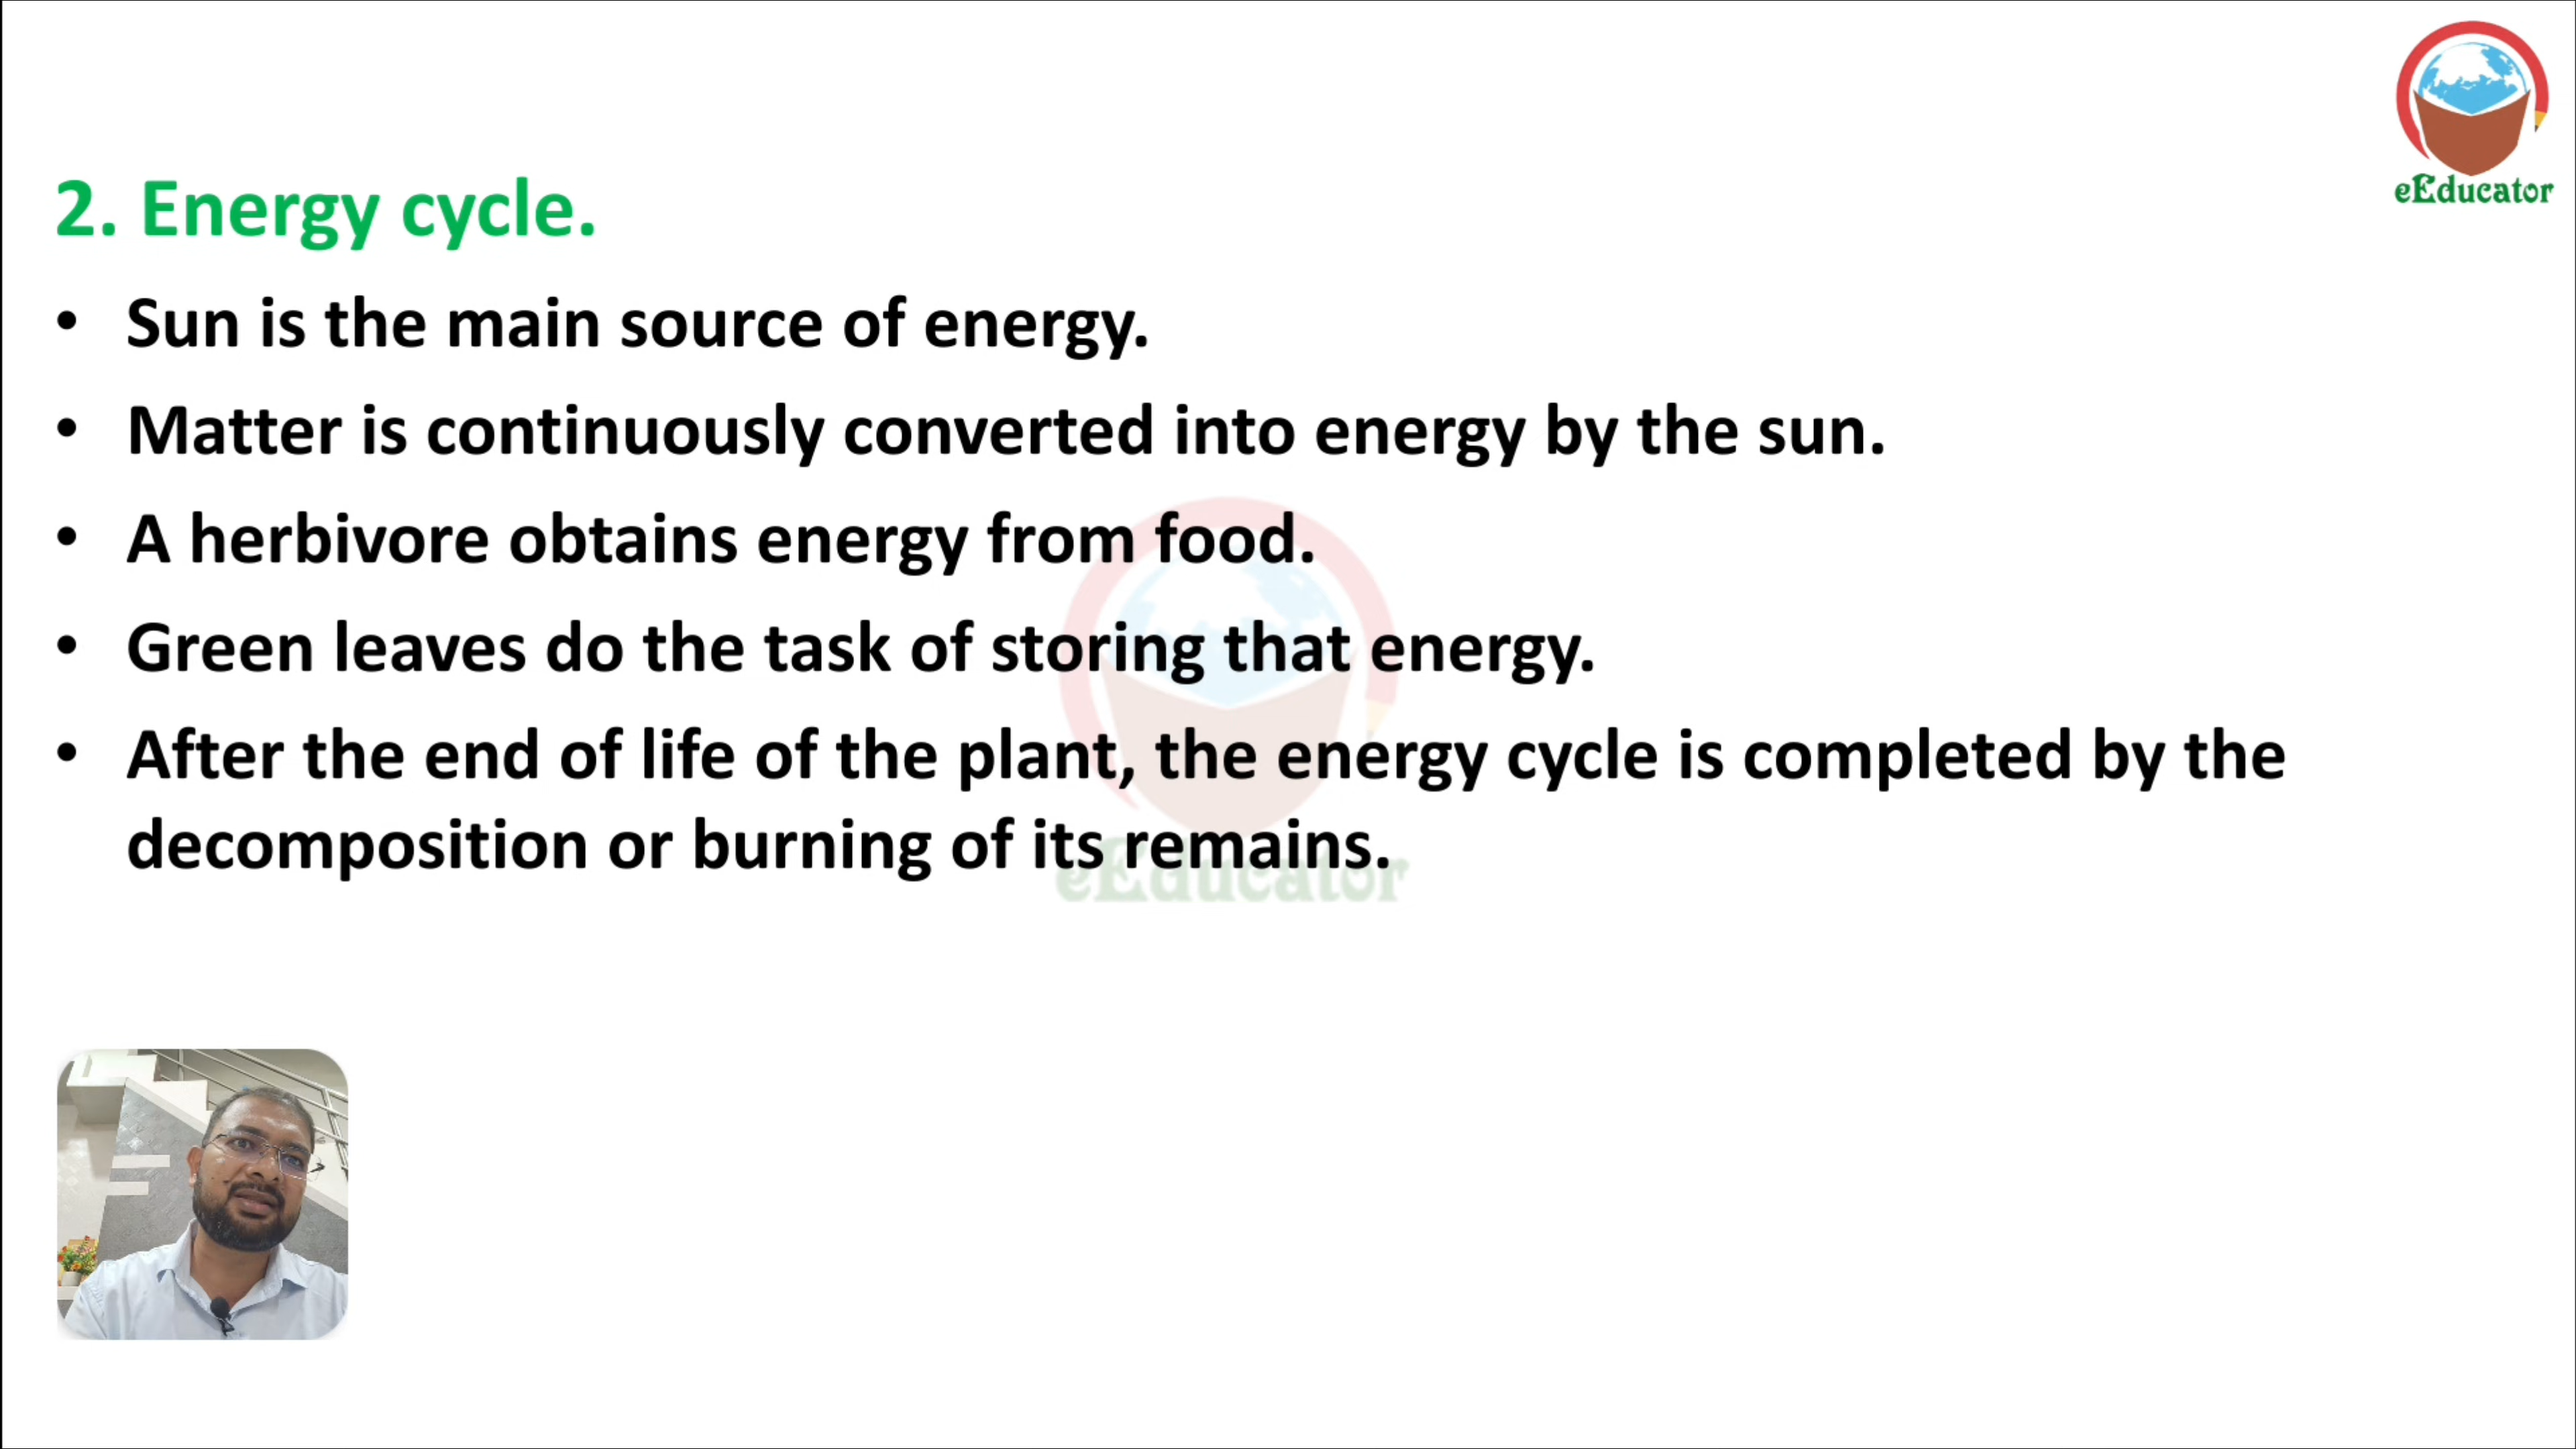 eEducator
2. Energy cycle.
• Sun is the main source of energy.
• Matter is continuously converted into energy by the sun.
• A herbivore obtains energy from food.
• Green leaves do the task of storing that energy.
• After the end of life of the plant, the energy cycle is completed by the
decomposition or burning of its remains.
eEducator